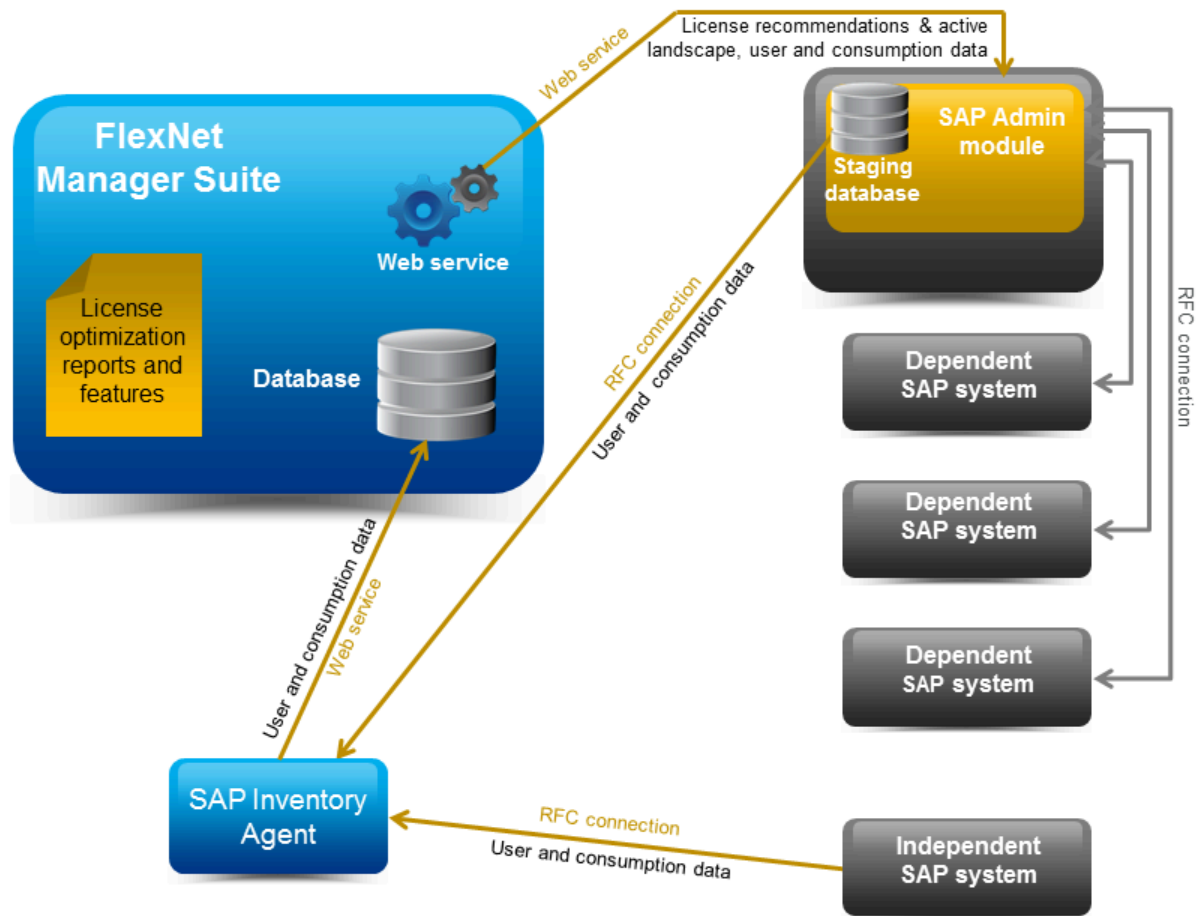 License recommendations & active
landscape, user and consumption data
Web service
FlexNet
Manager Suite
Web service
License
optimization
reports and
features
Database
SAP Admin
module
Staging
database
RFC connection
User and consumption data
RFC connection
Dependent
SAP system
Dependent
SAP system
Dependent
SAP system
User and consumption data
Web service
SAP Inventory
Agent
RFC connection
User and consumption data
Independent
SAP system